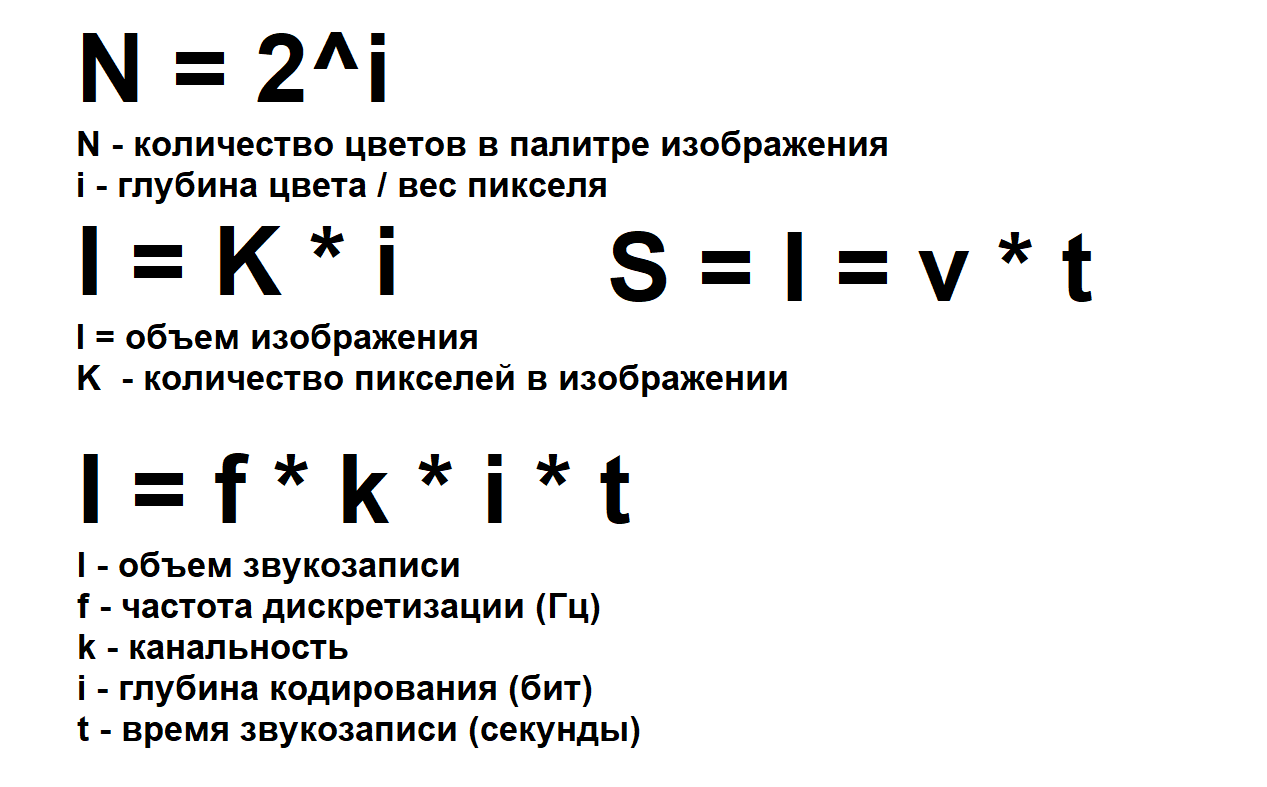 N = 2^i
N - количество цветов в палитре изображения
i - глубина цвета / вес пикселя
I = K * i
S = I = v * t
I = объем изображения
K - количество пикселей в изображении
I = f * k * i * t
I - объем звукозаписи
f - частота дискретизации (Гц)
k - канальность
i - глубина кодирования (бит)
t - время звукозаписи (секунды)